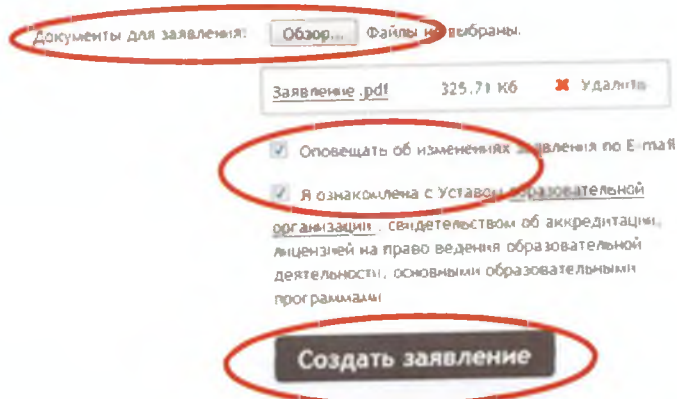 Документы для заявления: Обзор... Файлы не выбраны.
Заявление .pdf 325.71 Кб ✖ Удалить
Оповещать об изменениях заявления по E-mail
Я ознакомлена с Уставом образовательной
организации , свидетельством об аккредитации,
лицензией на право ведения образовательной
деятельности, основными образовательными
программами
Создать заявление